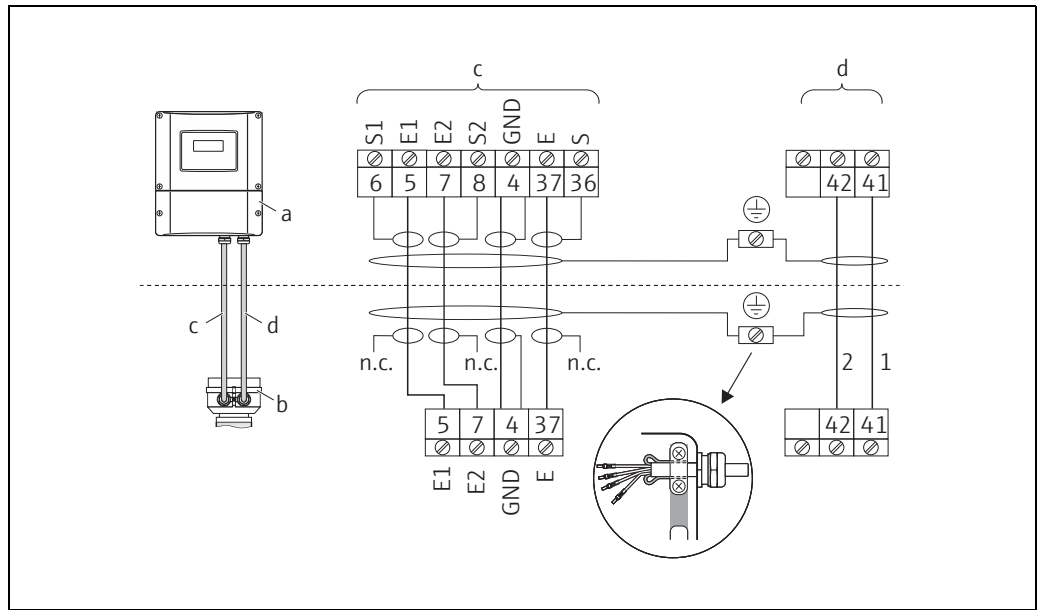 c
d
S1 E1 E2 S2 GND E S
6 5 7 8 4 37 36
42 41
a
c d
n.c. n.c. n.c.
2 1
b
5 7 4 37
42 41
E1 E2 GND E